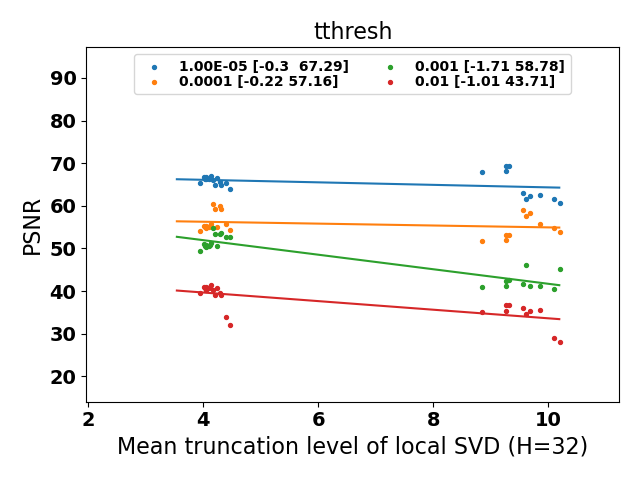 tthresh
1.00E-05 [-0.3  67.29]
0.0001 [-0.22 57.16]
0.001 [-1.71 58.78]
0.01 [-1.01 43.71]
PSNR
90
80
70
60
50
40
30
20
2 4 6 8 10
Mean truncation level of local SVD (H=32)